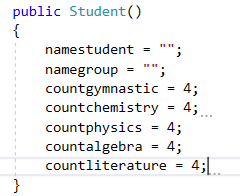 public Student()
{
namestudent = "";
namegroup = "";
countgymnastic = 4;
countchemistry = 4;
countphysics = 4;
countalgebra = 4;
countliterature = 4;
}